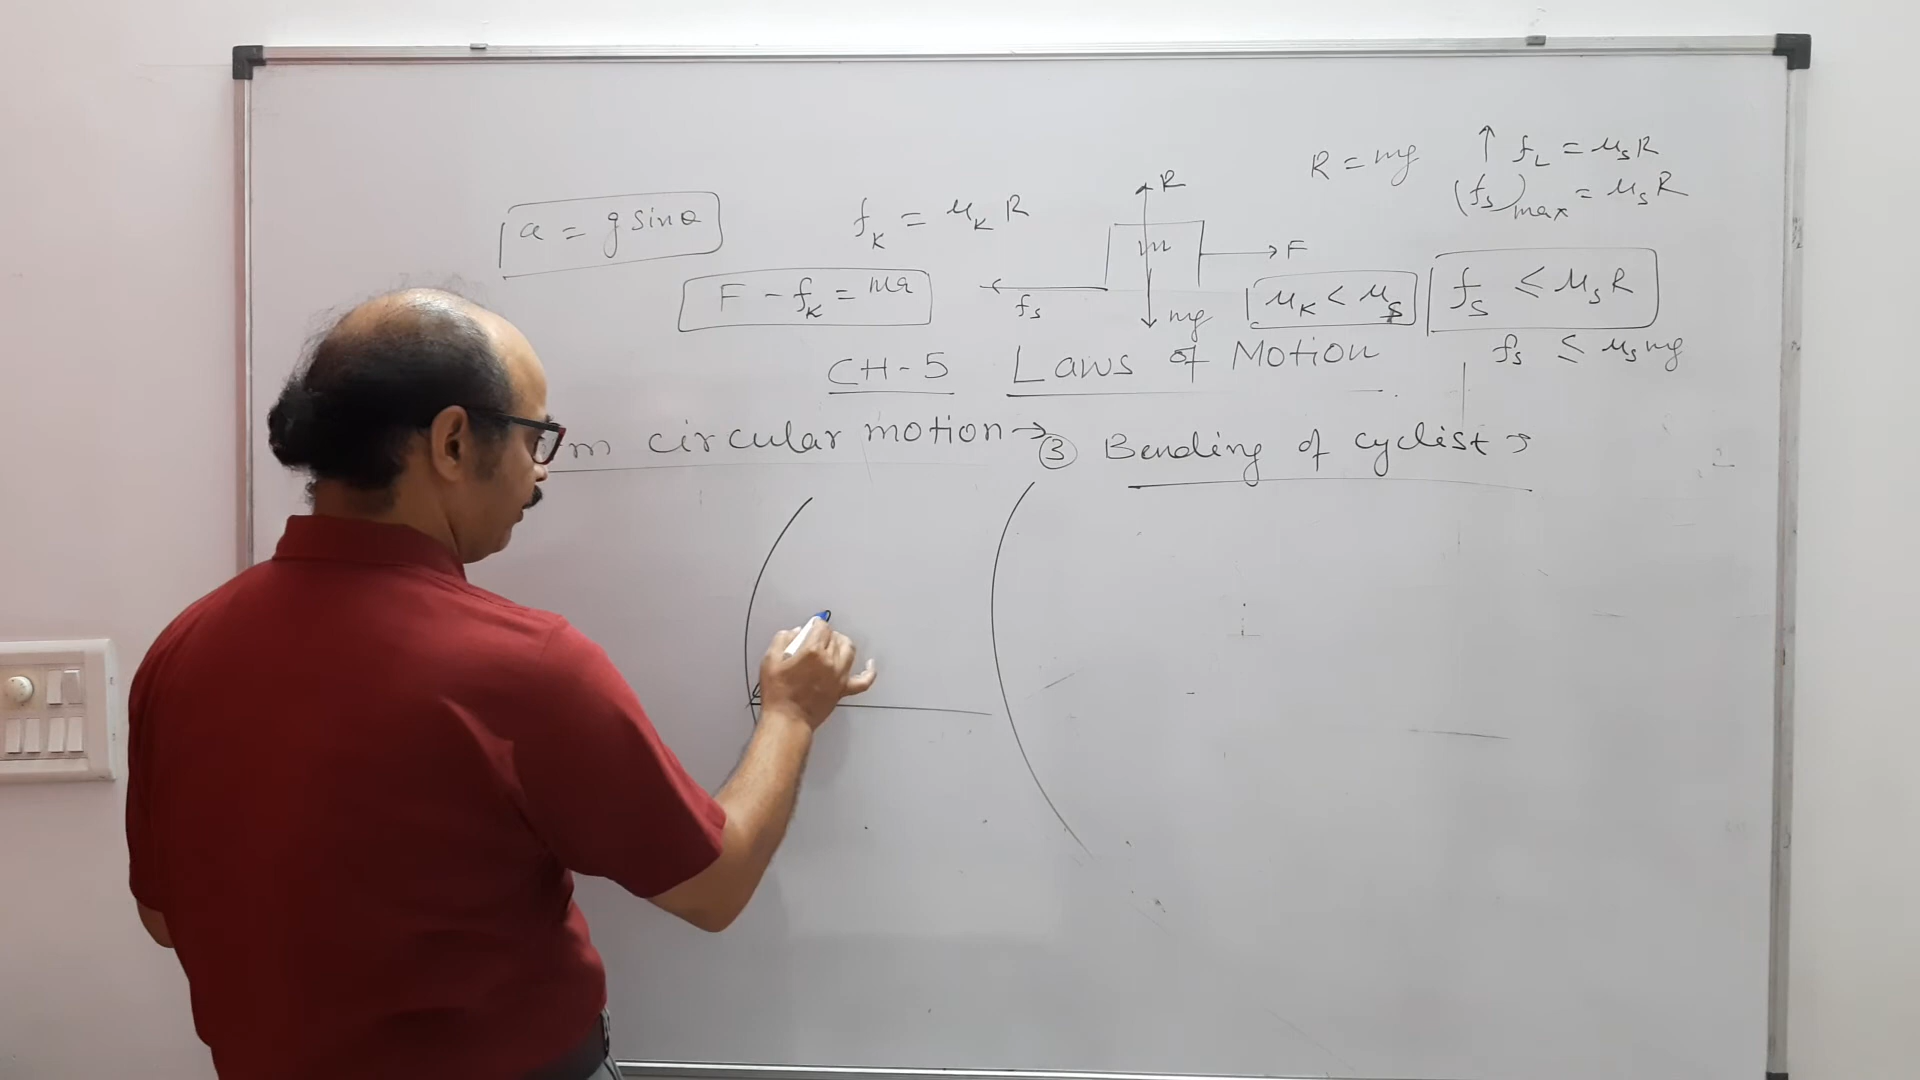 R = mg
f_L = μ_s R
(f_s)_max = μ_s R
a = g sinθ
f_K = μ_K R
R
m
F
f_s
mg
F - f_K = ma
μ_K < μ_s
f_s ≤ μ_s R
f_s ≤ μ_s mg
CH-5 Laws of Motion
m circular motion →
③ Bending of cyclist →